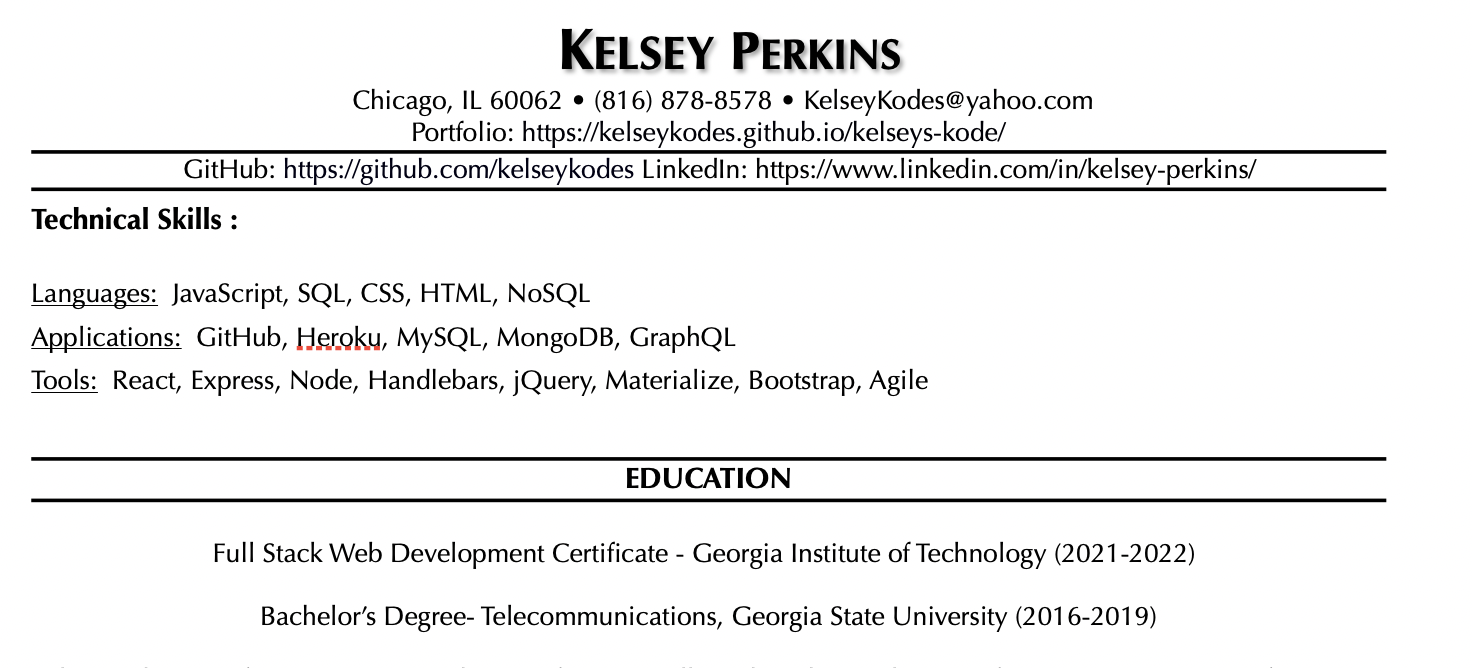 KELSEY PERKINS
Chicago, IL 60062 • (816) 878-8578 • KelseyKodes@yahoo.com
Portfolio: https://kelseykodes.github.io/kelseys-kode/
GitHub: https://github.com/kelseykodes LinkedIn: https://www.linkedin.com/in/kelsey-perkins/
Technical Skills :
Languages:  JavaScript, SQL, CSS, HTML, NoSQL
Applications:  GitHub, Heroku, MySQL, MongoDB, GraphQL
Tools:  React, Express, Node, Handlebars, jQuery, Materialize, Bootstrap, Agile
EDUCATION
Full Stack Web Development Certificate - Georgia Institute of Technology (2021-2022)
Bachelor’s Degree- Telecommunications, Georgia State University (2016-2019)